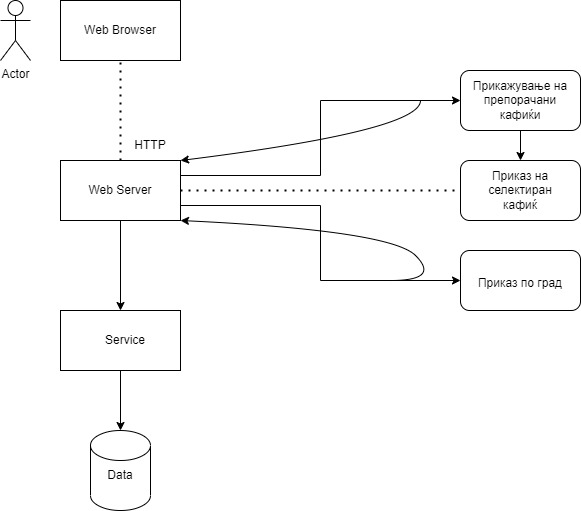 Web Browser
Actor
Прикажување на
препорачани
кафиќи
HTTP
Web Server
Приказ на
селектиран
кафиќ
Приказ по град
Service
Data